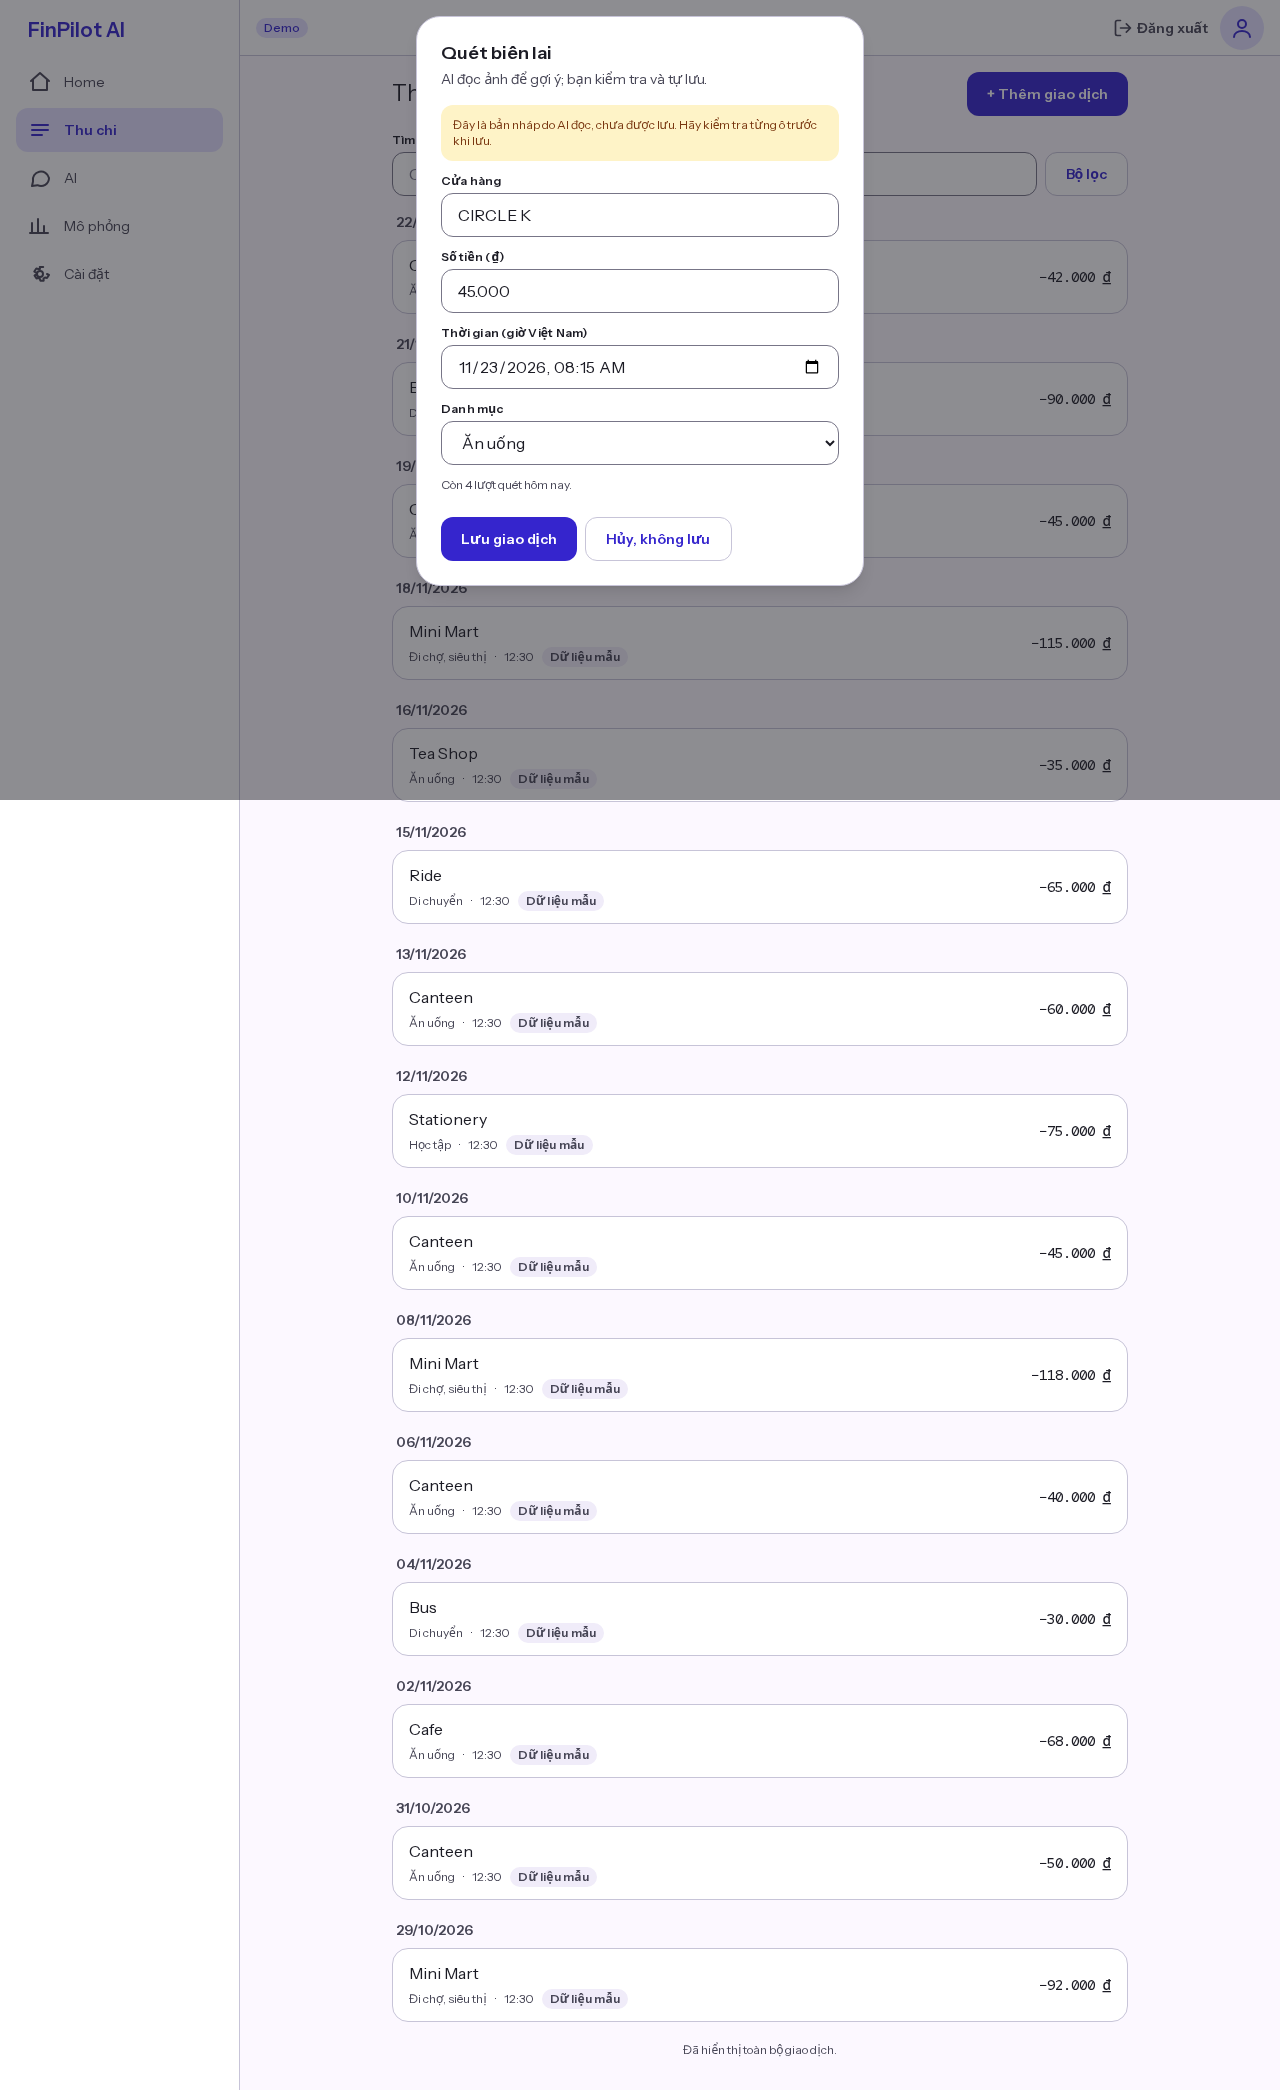 FinPilot AI
Home
Thu chi
AI
Mô phỏng
Cài đặt
Demo
Đăng xuất
+ Thêm giao dịch
Bộ lọc
Quét biên lai
AI đọc ảnh để gợi ý; bạn kiểm tra và tự lưu.
Đây là bản nháp do AI đọc, chưa được lưu. Hãy kiểm tra từng ô trước
khi lưu.
Cửa hàng
CIRCLE K
Số tiền (₫)
45.000
Thời gian (giờ Việt Nam)
11/23/2026, 08:15 AM
Danh mục
Ăn uống
Còn 4 lượt quét hôm nay.
Lưu giao dịch
Hủy, không lưu
-42.000 ₫
-90.000 ₫
-45.000 ₫
18/11/2026
Mini Mart
Đi chợ, siêu thị · 12:30 Dữ liệu mẫu
-115.000 ₫
16/11/2026
Tea Shop
Ăn uống · 12:30 Dữ liệu mẫu
-35.000 ₫
15/11/2026
Ride
Di chuyển · 12:30 Dữ liệu mẫu
-65.000 ₫
13/11/2026
Canteen
Ăn uống · 12:30 Dữ liệu mẫu
-60.000 ₫
12/11/2026
Stationery
Học tập · 12:30 Dữ liệu mẫu
-75.000 ₫
10/11/2026
Canteen
Ăn uống · 12:30 Dữ liệu mẫu
-45.000 ₫
08/11/2026
Mini Mart
Đi chợ, siêu thị · 12:30 Dữ liệu mẫu
-118.000 ₫
06/11/2026
Canteen
Ăn uống · 12:30 Dữ liệu mẫu
-40.000 ₫
04/11/2026
Bus
Di chuyển · 12:30 Dữ liệu mẫu
-30.000 ₫
02/11/2026
Cafe
Ăn uống · 12:30 Dữ liệu mẫu
-68.000 ₫
31/10/2026
Canteen
Ăn uống · 12:30 Dữ liệu mẫu
-50.000 ₫
29/10/2026
Mini Mart
Đi chợ, siêu thị · 12:30 Dữ liệu mẫu
-92.000 ₫
Đã hiển thị toàn bộ giao dịch.